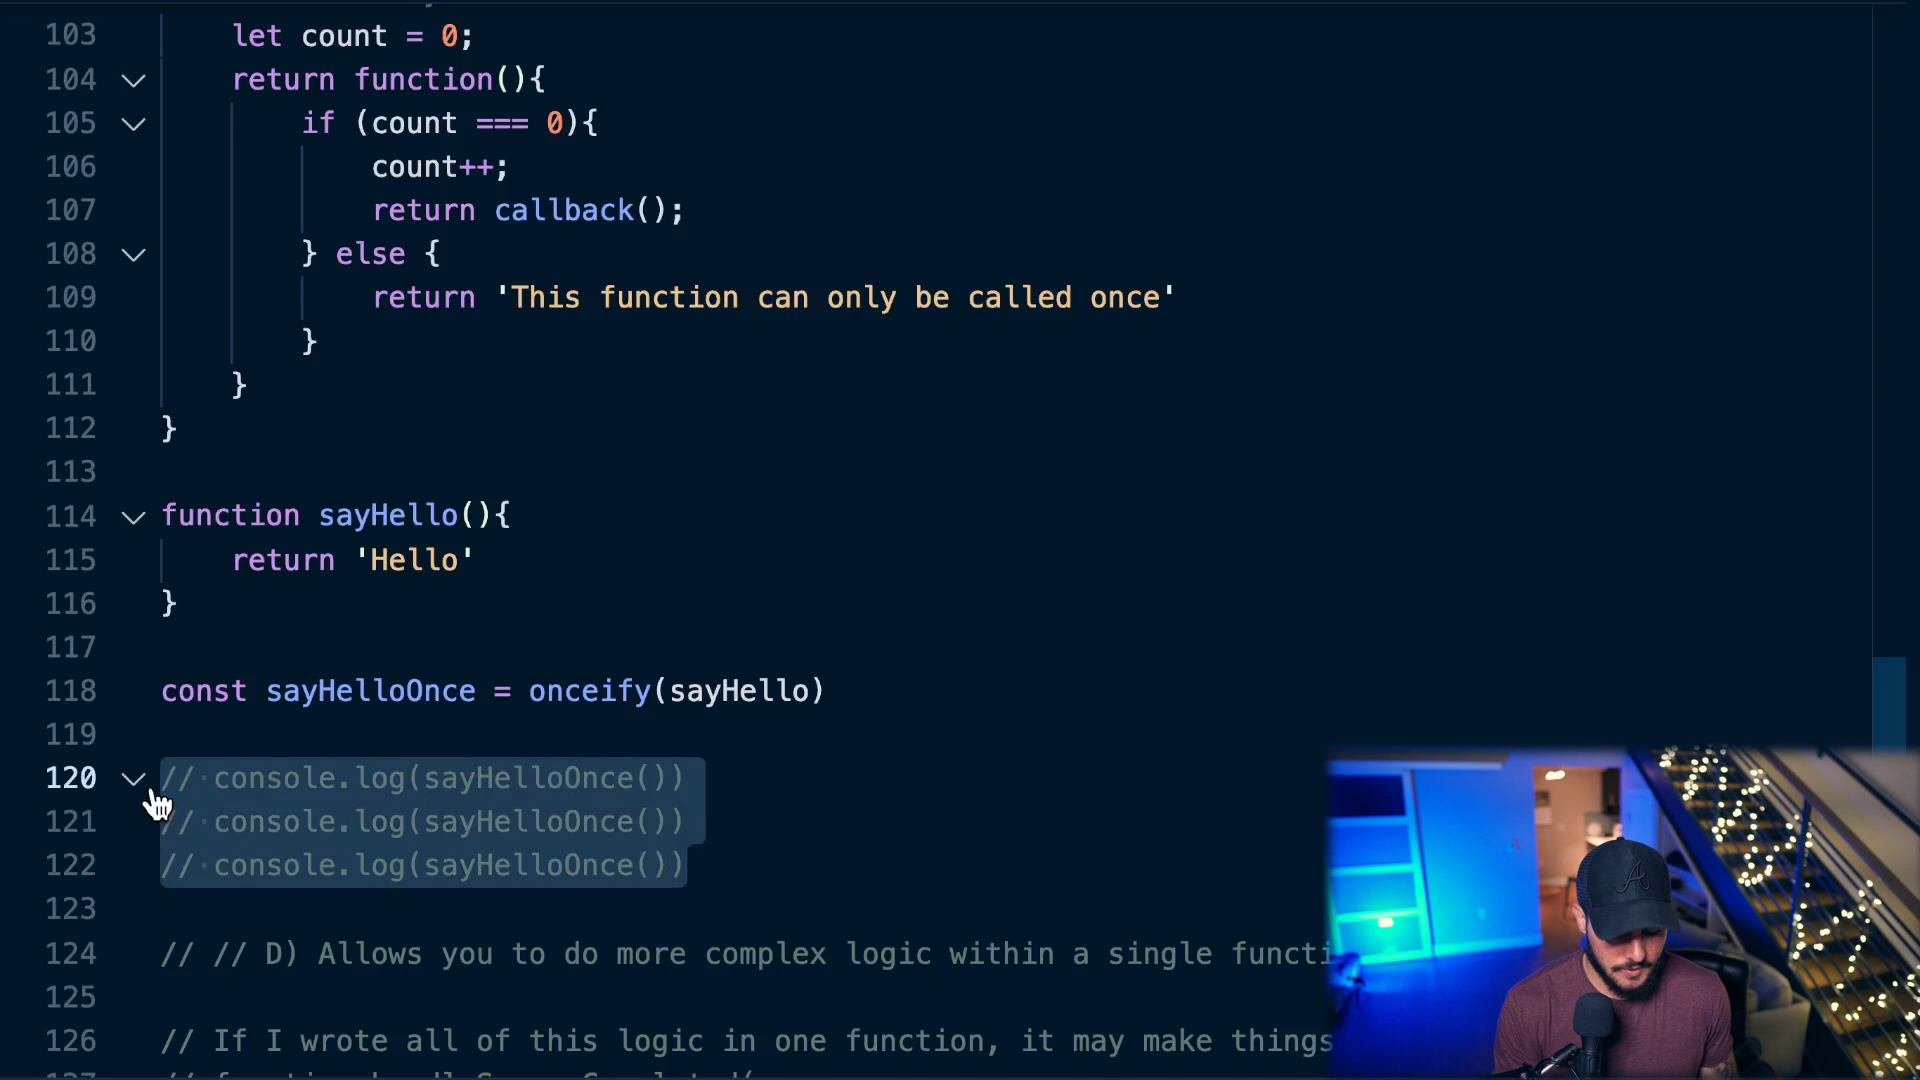 103 let count = 0;
104 return function(){
105 if (count === 0){
106 count++;
107 return callback();
108 } else {
109 return 'This function can only be called once'
110 }
111 }
112 }
113
114 function sayHello(){
115 return 'Hello'
116 }
117
118 const sayHelloOnce = onceify(sayHello)
119
120 // console.log(sayHelloOnce())
121 // console.log(sayHelloOnce())
122 // console.log(sayHelloOnce())
123
124 // // D) Allows you to do more complex logic within a single functi
125
126 // If I wrote all of this logic in one function, it may make things